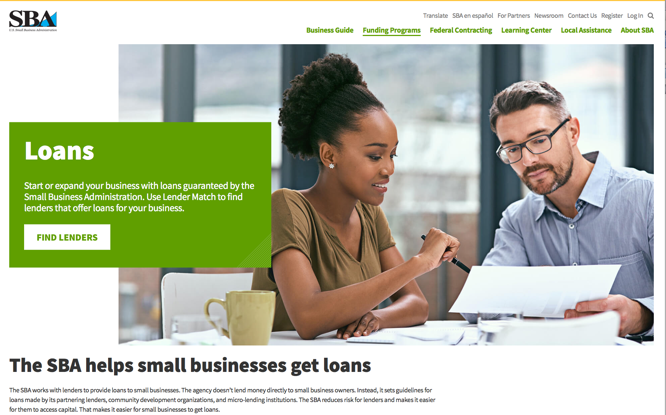 SBA
U.S. Small Business Administration
Translate SBA en español For Partners Newsroom Contact Us Register Log In
Business Guide Funding Programs Federal Contracting Learning Center Local Assistance About SBA
Loans
Start or expand your business with loans guaranteed by the
Small Business Administration. Use Lender Match to find
lenders that offer loans for your business.
FIND LENDERS
The SBA helps small businesses get loans
The SBA works with lenders to provide loans to small businesses. The agency doesn't lend money directly to small business owners. Instead, it sets guidelines
for loans made by its partnering lenders, community development organizations, and micro-lending institutions. The SBA reduces risk for lenders and makes it easier
for them to access capital. That makes it easier for small businesses to get loans.